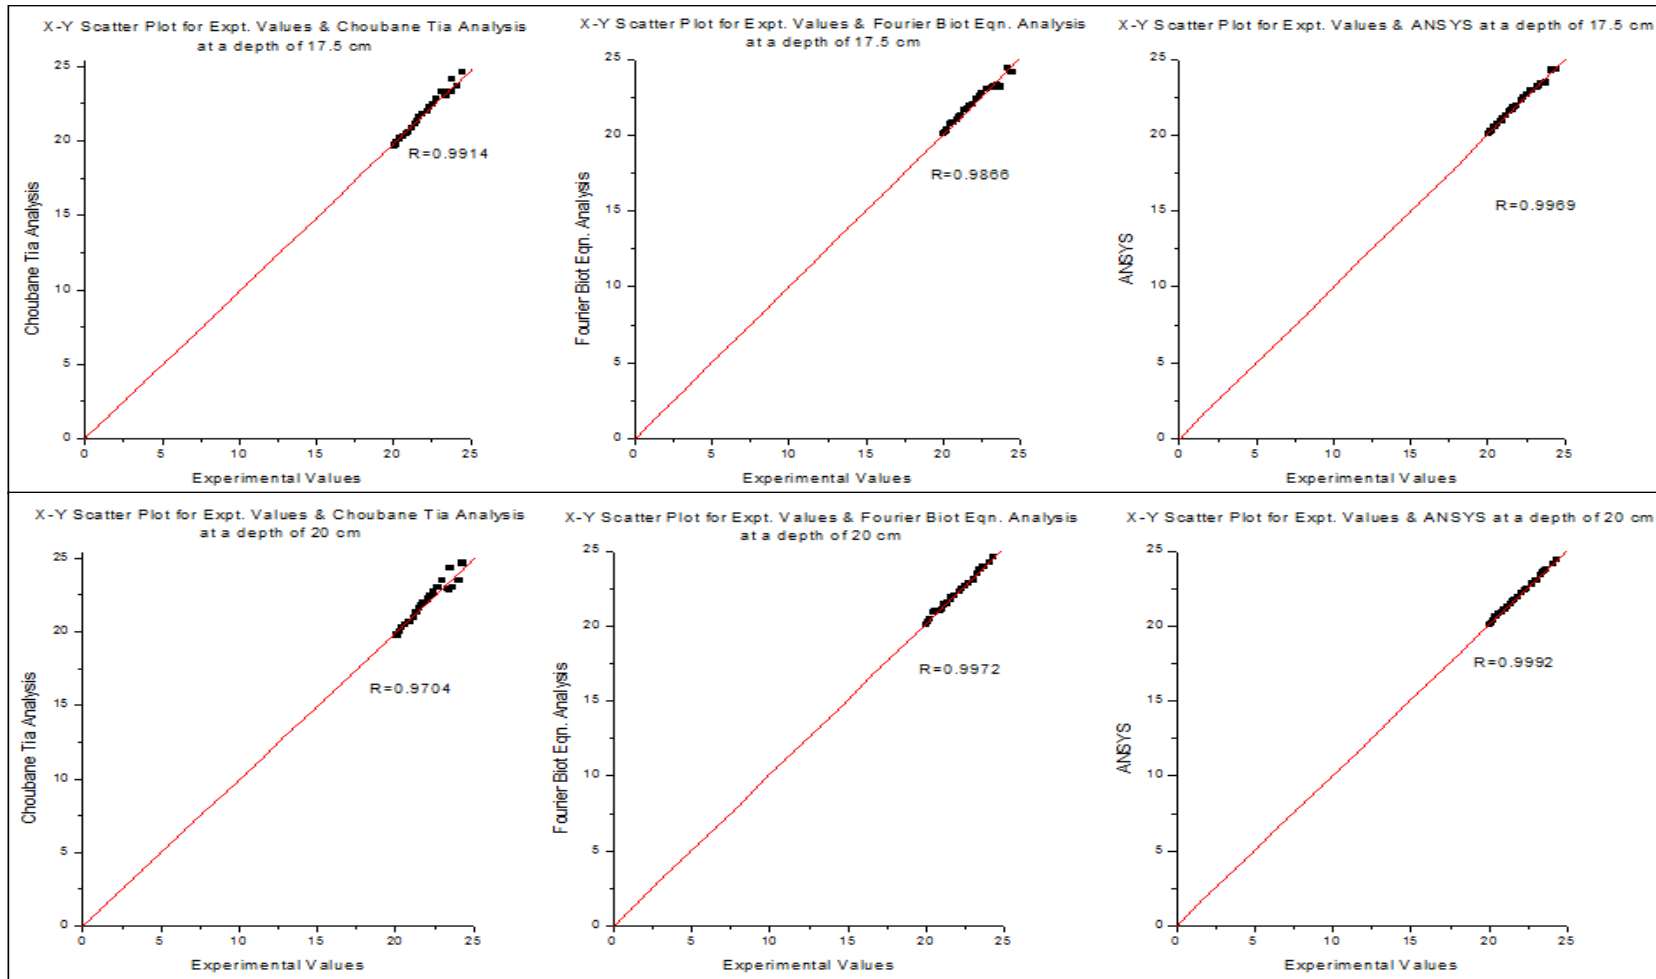 X-Y Scatter Plot for Expt. Values & Choubane Tia Analysis
at a depth of 17.5 cm
25
20
15
10
5
0
Choubane Tia Analysis
R=0.9914
0 5 10 15 20 25
Experimental Values
X-Y Scatter Plot for Expt. Values & Fourier Biot Eqn. Analysis
at a depth of 17.5 cm
25
20
15
10
5
0
Fourier Biot Eqn. Analysis
R=0.9866
0 5 10 15 20 25
Experimental Values
X-Y Scatter Plot for Expt. Values & ANSYS at a depth of 17.5 cm
25
20
15
10
5
0
ANSYS
R=0.9969
0 5 10 15 20 25
Experimental Values
X-Y Scatter Plot for Expt. Values & Choubane Tia Analysis
at a depth of 20 cm
25
20
15
10
5
0
Choubane Tia Analysis
R=0.9704
0 5 10 15 20 25
Experimental Values
X-Y Scatter Plot for Expt. Values & Fourier Biot Eqn. Analysis
at a depth of 20 cm
25
20
15
10
5
0
Fourier Biot Eqn. Analysis
R=0.9972
0 5 10 15 20 25
Experimental Values
X-Y Scatter Plot for Expt. Values & ANSYS at a depth of 20 cm
25
20
15
10
5
0
ANSYS
R=0.9992
0 5 10 15 20 25
Experimental Values